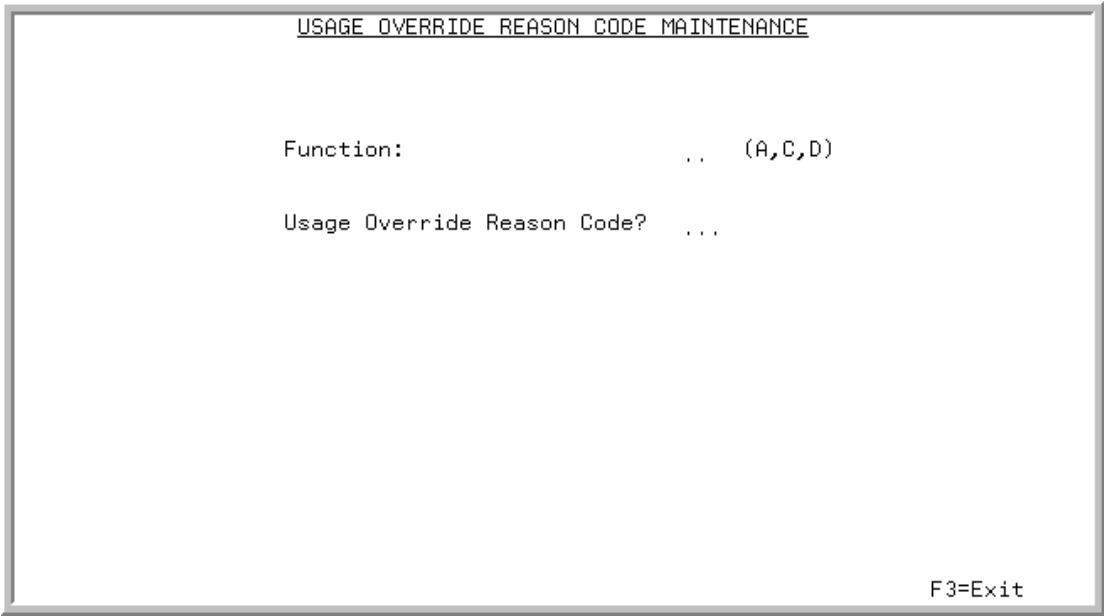 USAGE OVERRIDE REASON CODE MAINTENANCE
Function: .. (A,C,D)
Usage Override Reason Code? ...
F3=Exit